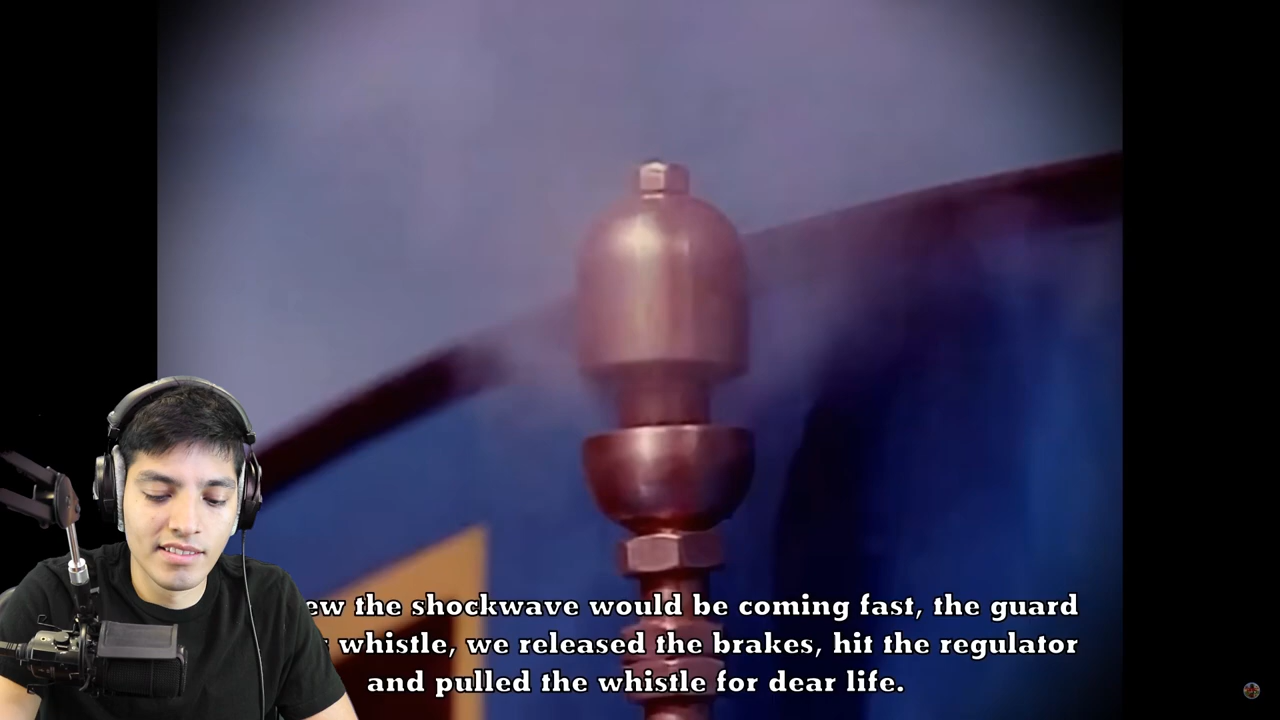 the shockwave would be coming fast, the guard
whistle, we released the brakes, hit the regulator
and pulled the whistle for dear life.